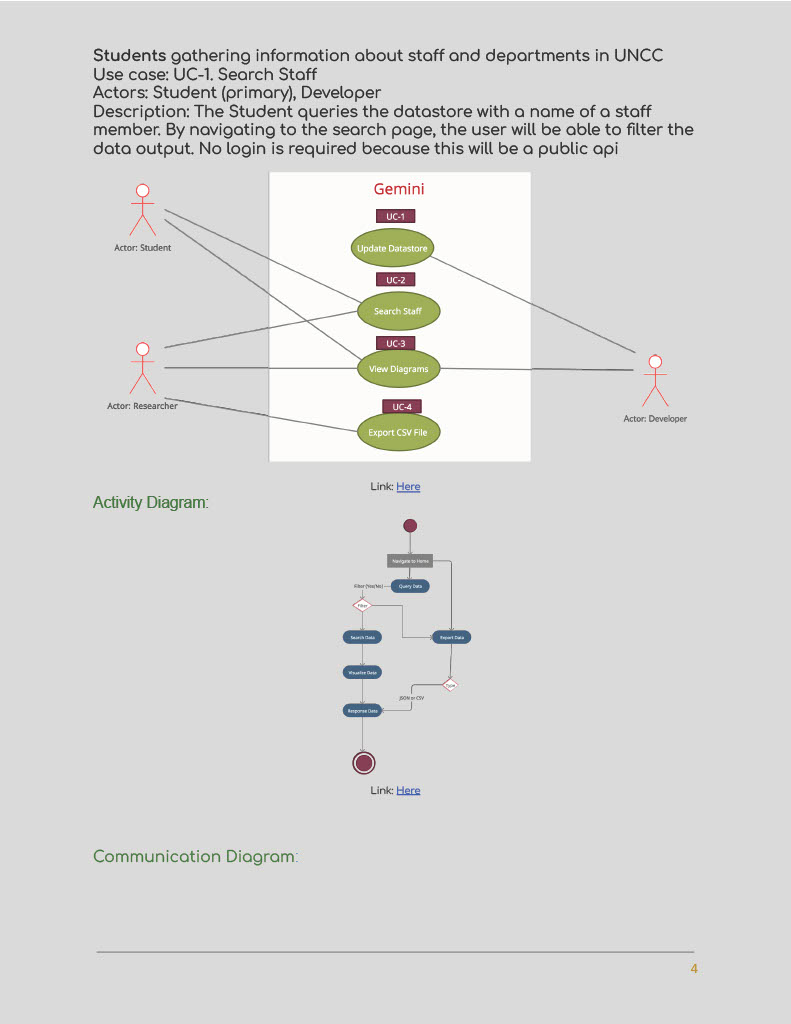 Students gathering information about staff and departments in UNCC
Use case: UC-1. Search Staff
Actors: Student (primary), Developer
Description: The Student queries the datastore with a name of a staff
member. By navigating to the search page, the user will be able to filter the
data output. No login is required because this will be a public api
Gemini
UC-1
Update Datastore
Actor: Student
UC-2
Search Staff
UC-3
View Diagrams
Actor: Researcher
UC-4
Actor: Developer
Export CSV File
Link: Here
Activity Diagram:
Navigate to Home
Filter (Yes/No)
Query Data
Filter
Search Data
Export Data
Visualize Data
Type
JSON or CSV
Response Data
Link: Here
Communication Diagram:
4